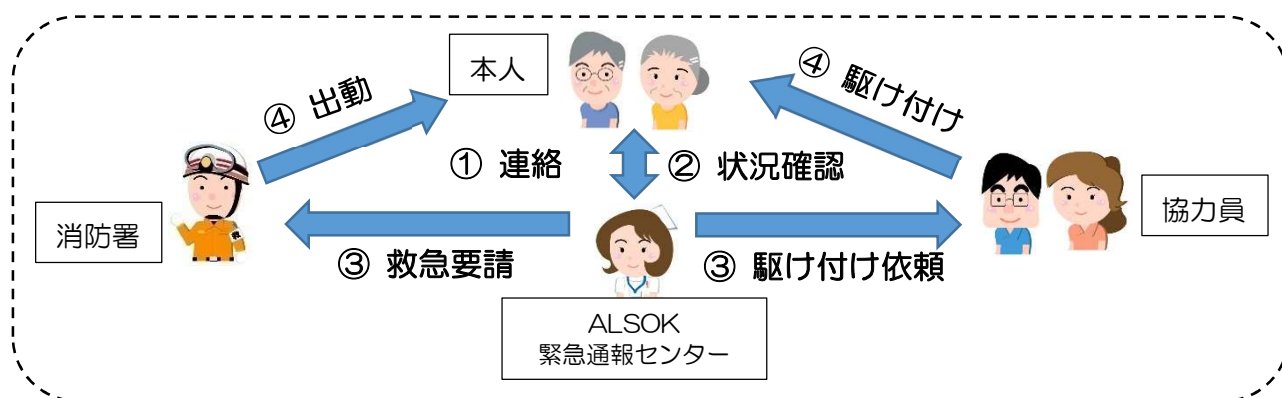 本人
④ 出動
④ 駆け付け
① 連絡
② 状況確認
消防署
協力員
③ 救急要請
③ 駆け付け依頼
ALSOK
緊急通報センター